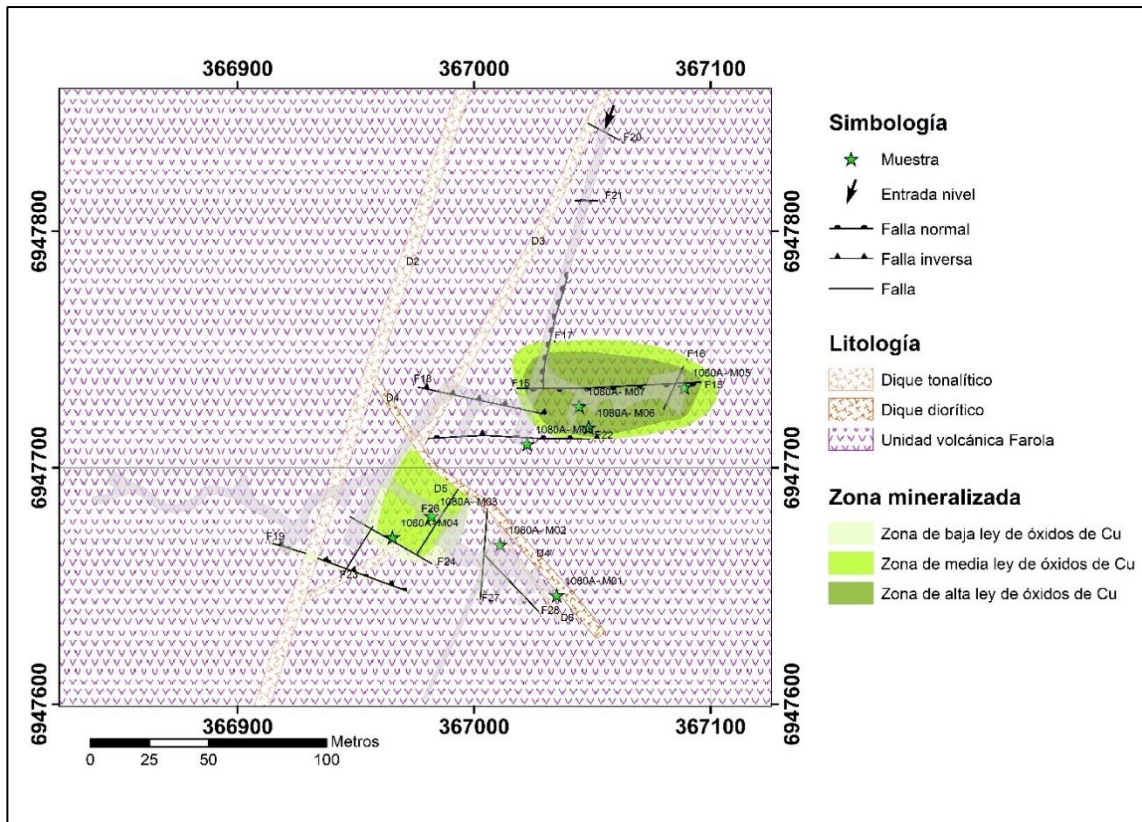 366900 367000 367100
6947800
6947700
6947600
6947800
6947700
6947600
F20
F21
D3
D2
F17
F16
1080A-M05
F15
F15
F18
1080A-M07
D4
1080A-M06
F22
D5
1080A-M03
F26
1080A-M04
1080A-M02
F19
F24
D4
F23
1080A-M01
F27
F28
D6
366900 367000 367100
Metros
0 25 50 100
Simbología
Muestra
Entrada nivel
Falla normal
Falla inversa
Falla
Litología
Dique tonalítico
Dique diorítico
Unidad volcánica Farola
Zona mineralizada
Zona de baja ley de óxidos de Cu
Zona de media ley de óxidos de Cu
Zona de alta ley de óxidos de Cu